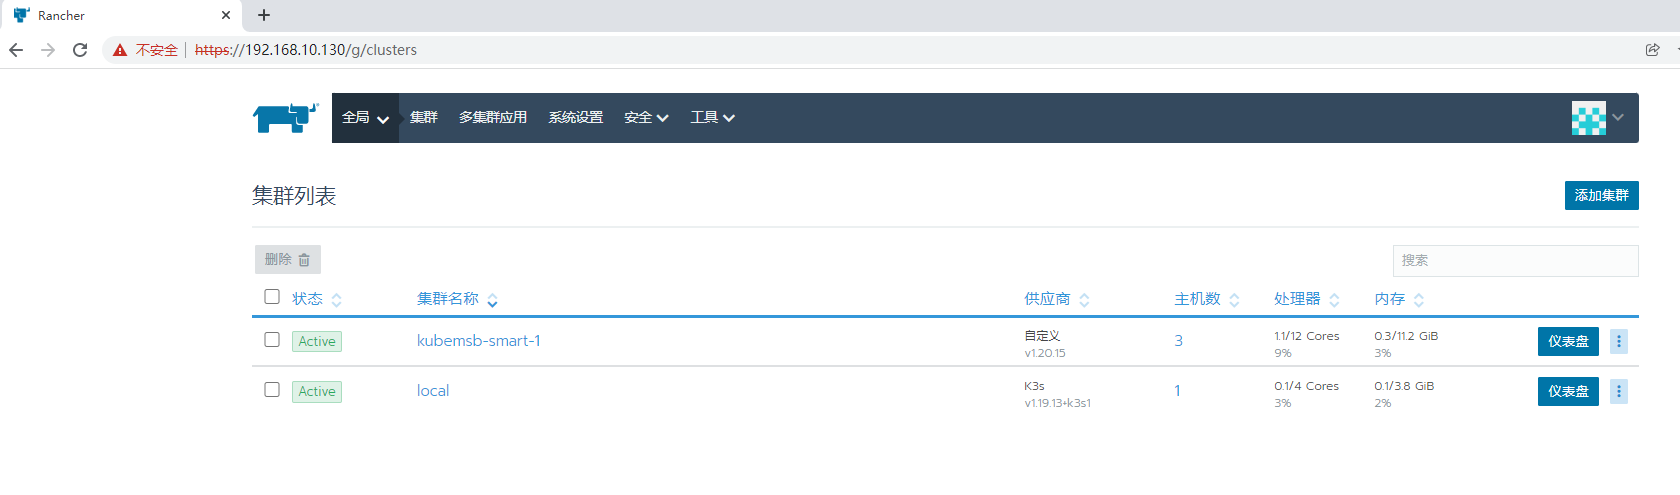 Rancher
不安全 https://192.168.10.130/g/clusters
全局 集群 多集群应用 系统设置 安全 工具
集群列表 添加集群
删除 搜索
状态 集群名称 供应商 主机数 处理器 内存
Active kubemsb-smart-1 自定义 3 1.1/12 Cores 0.3/11.2 GiB 仪表盘
v1.20.15 9% 3%
Active local K3s 1 0.1/4 Cores 0.1/3.8 GiB 仪表盘
v1.19.13+k3s1 3% 2%